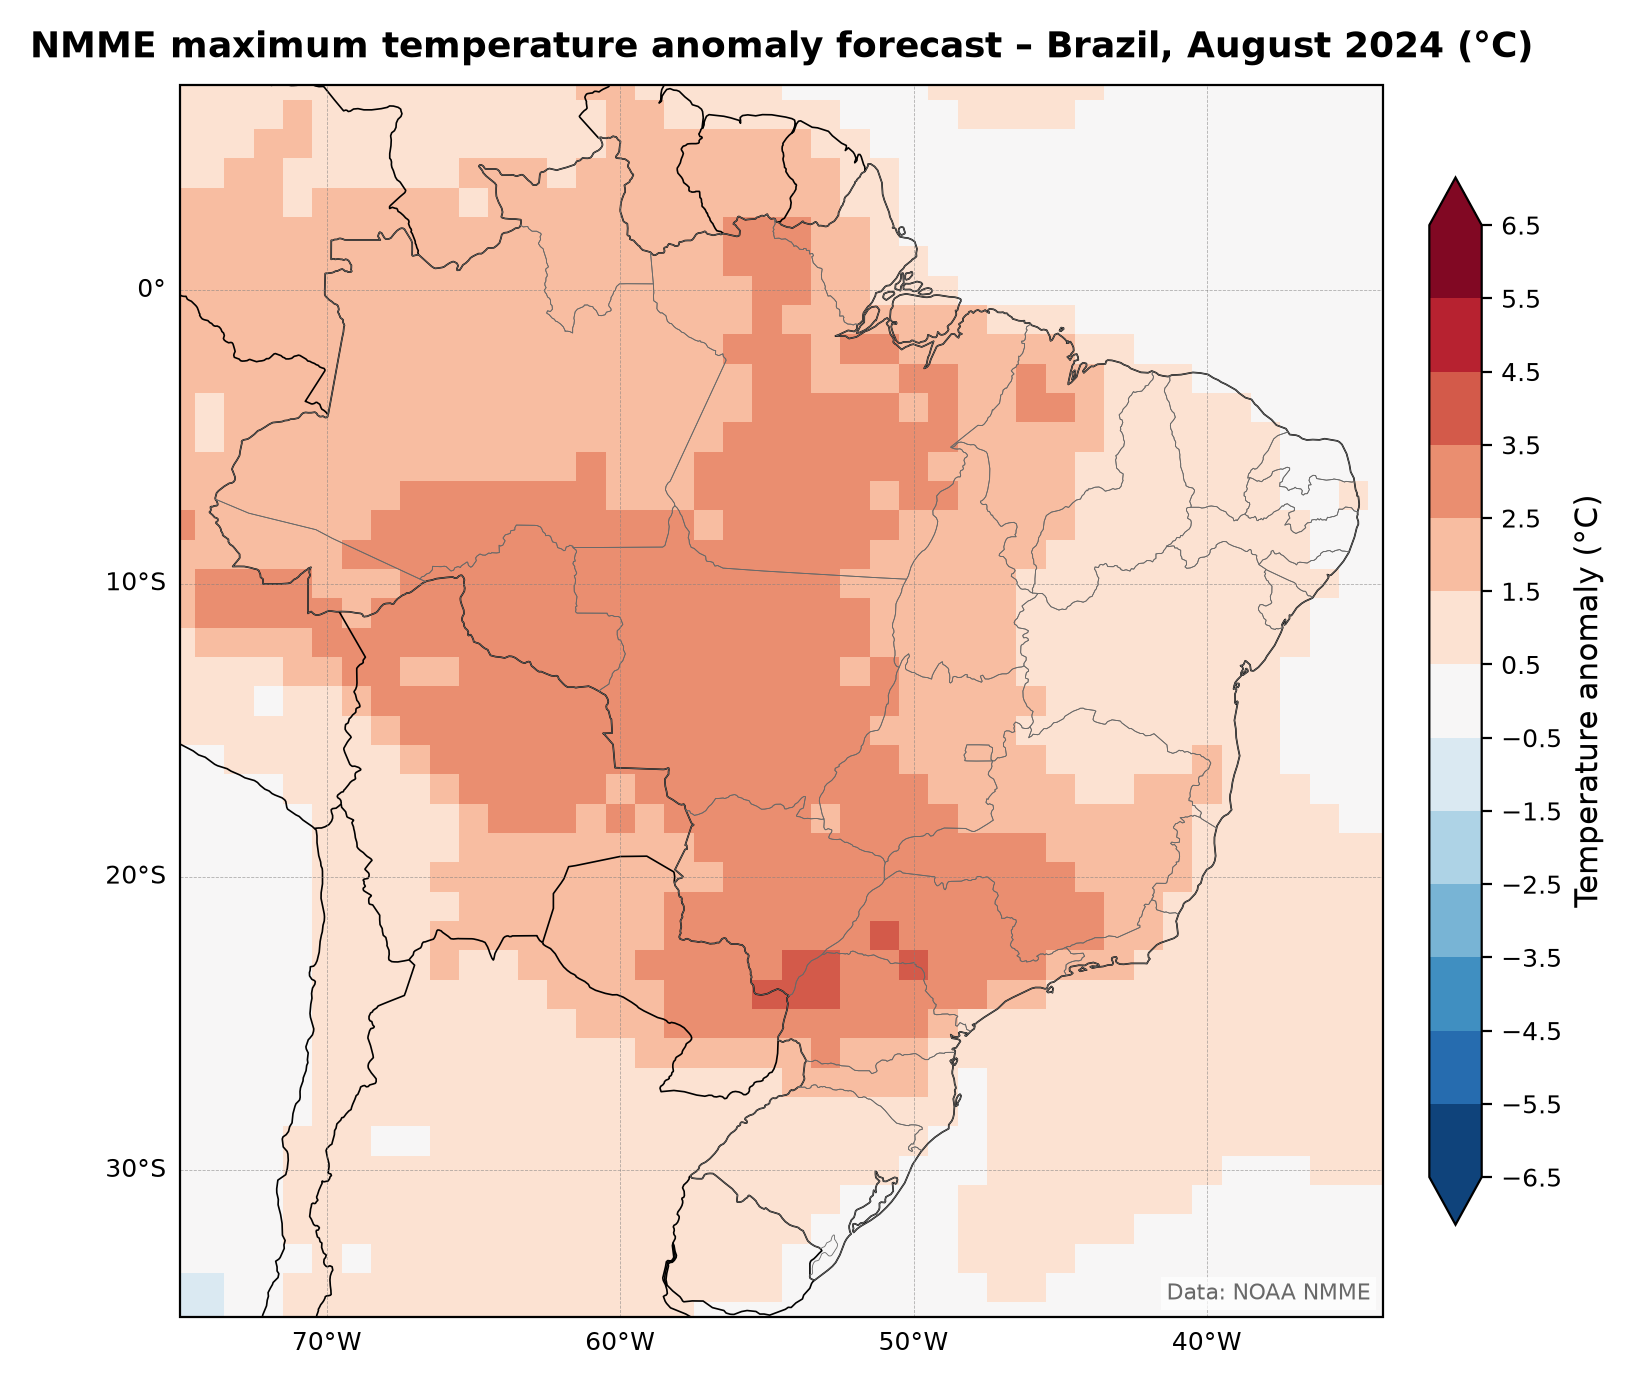 NMME maximum temperature anomaly forecast – Brazil, August 2024 (°C)
0°
10°S
20°S
30°S
70°W
60°W
50°W
40°W
6.5
5.5
4.5
3.5
2.5
1.5
0.5
−0.5
−1.5
−2.5
−3.5
−4.5
−5.5
−6.5
Temperature anomaly (°C)
Data: NOAA NMME